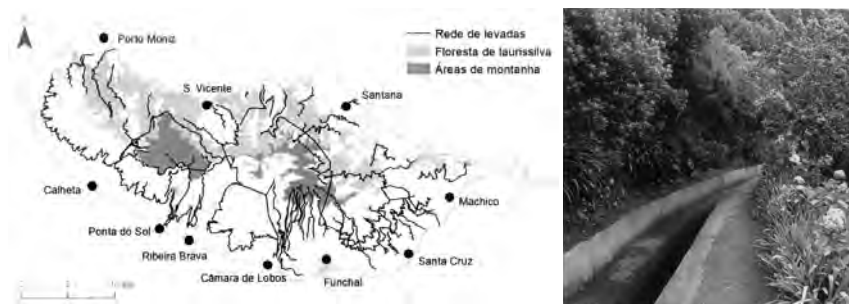 Porto Moniz
Rede de levadas
Floresta de laurissilva
Áreas de montanha
S. Vicente
Santana
Calheta
Machico
Ponta do Sol
Ribeira Brava
Câmara de Lobos
Funchal
Santa Cruz